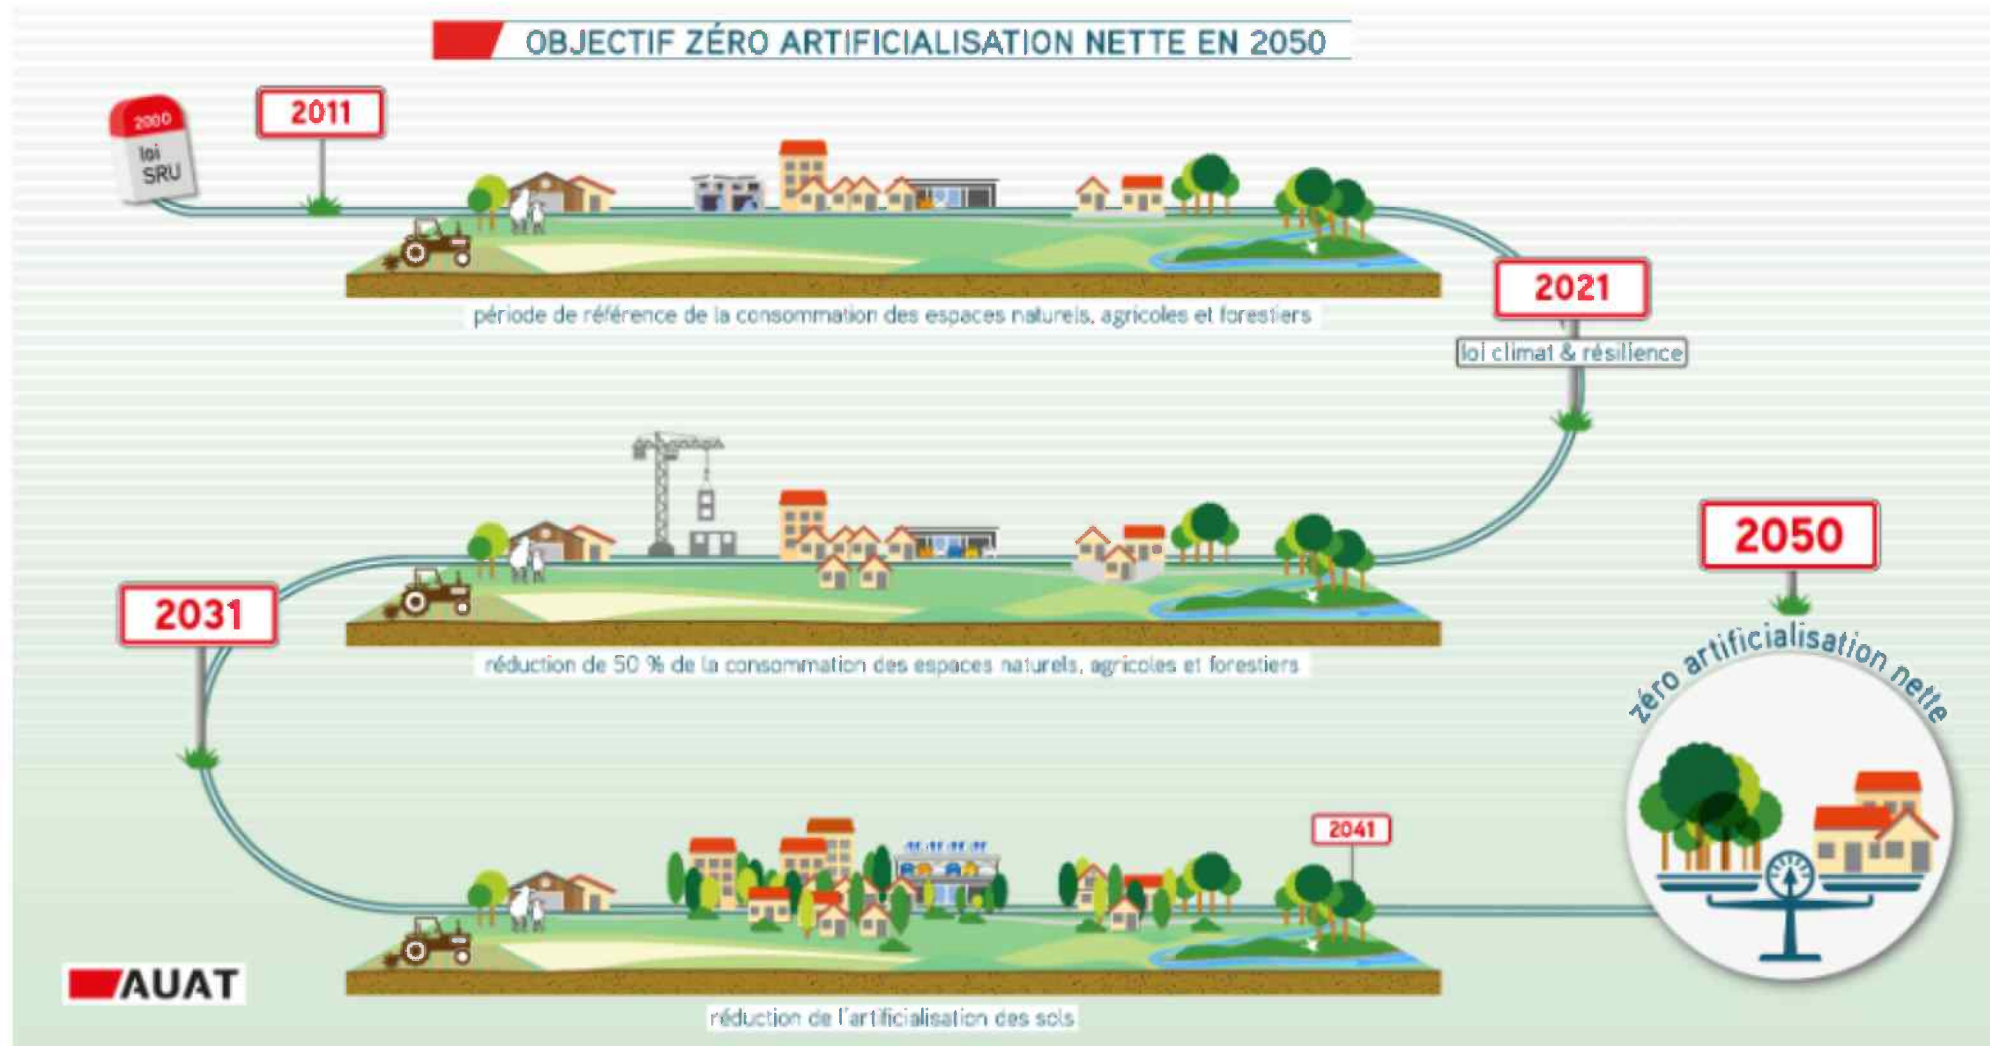 OBJECTIF ZÉRO ARTIFICIALISATION NETTE EN 2050
2000
loi
SRU
2011
2021
période de référence de la consommation des espaces naturels, agricoles et forestiers
loi climat & résilience
2050
2031
réduction de 50 % de la consommation des espaces naturels, agricoles et forestiers
zéro artificialisation nette
2041
AUAT
réduction de l'artificialisation des sols